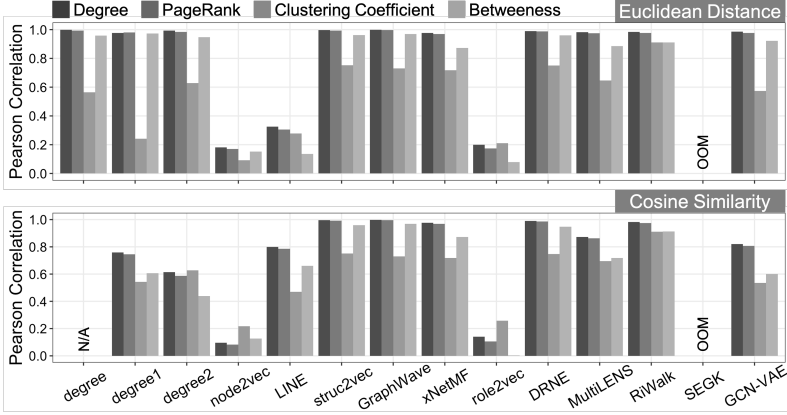 Degree PageRank Clustering Coefficient Betweeness
Euclidean Distance
Pearson Correlation
1.0
0.8
0.6
0.4
0.2
0.0
OOM
Cosine Similarity
Pearson Correlation
1.0
0.8
0.6
0.4
0.2
0.0
N/A
OOM
degree
degree1
degree2
node2vec
LINE
struc2vec
GraphWave
xNetMF
role2vec
DRNE
MultiLENS
RiWalk
SEGK
GCN-VAE